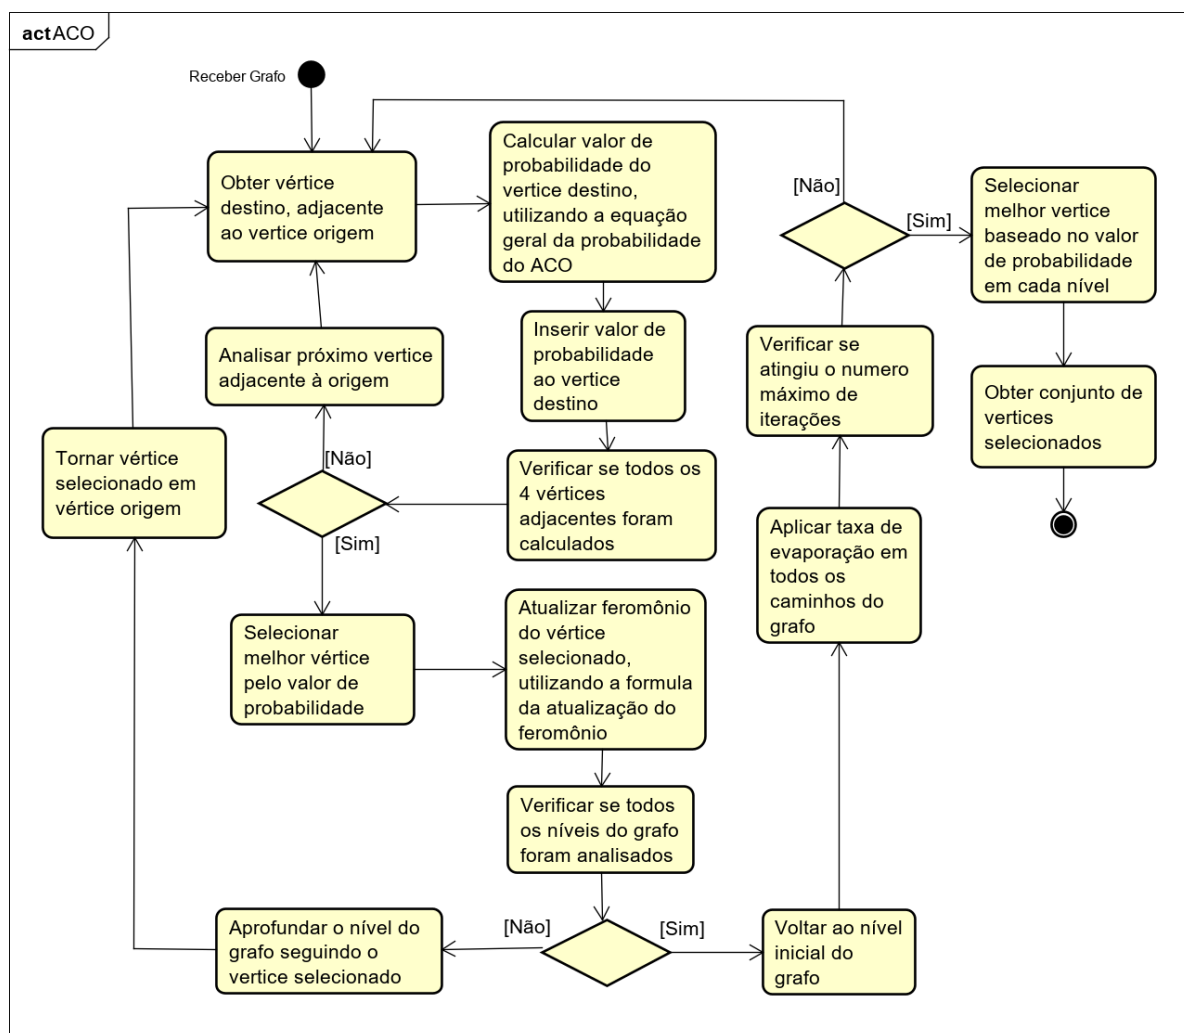 actACO
Receber Grafo
Obter vértice
destino, adjacente
ao vertice origem
Calcular valor de
probabilidade do
vertice destino,
utilizando a equação
geral da probabilidade
do ACO
Inserir valor de
probabilidade
ao vertice
destino
Verificar se todos os
4 vértices
adjacentes foram
calculados
[Não]
Analisar próximo vertice
adjacente à origem
[Sim]
Selecionar
melhor vértice
pelo valor de
probabilidade
Atualizar feromônio
do vértice
selecionado,
utilizando a formula
da atualização do
feromônio
Verificar se todos
os níveis do grafo
foram analisados
[Não]
Aprofundar o nível do
grafo seguindo o
vertice selecionado
Tornar vértice
selecionado em
vértice origem
[Sim]
Voltar ao nível
inicial do
grafo
Aplicar taxa de
evaporação em
todos os
caminhos do
grafo
Verificar se
atingiu o numero
máximo de
iterações
[Não]
[Sim]
Selecionar
melhor vertice
baseado no valor
de probabilidade
em cada nível
Obter conjunto de
vertices
selecionados